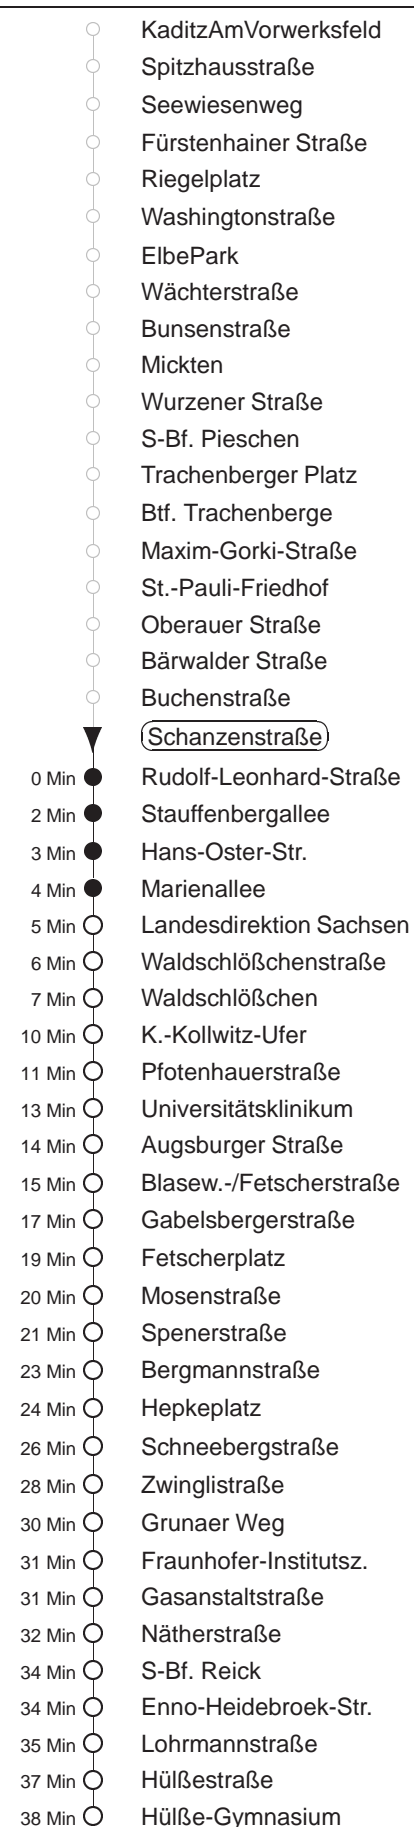 KaditzAmVorwerksfeld
Spitzhausstraße
Seewiesenweg
Fürstenhainer Straße
Riegelplatz
Washingtonstraße
ElbePark
Wächterstraße
Bunsenstraße
Mickten
Wurzener Straße
S-Bf. Pieschen
Trachenberger Platz
Btf. Trachenberge
Maxim-Gorki-Straße
St.-Pauli-Friedhof
Oberauer Straße
Bärwalder Straße
Buchenstraße
Schanzenstraße
0 Min Rudolf-Leonhard-Straße
2 Min Stauffenbergallee
3 Min Hans-Oster-Str.
4 Min Marienallee
5 Min Landesdirektion Sachsen
6 Min Waldschlößchenstraße
7 Min Waldschlößchen
10 Min K.-Kollwitz-Ufer
11 Min Pfotenhauerstraße
13 Min Universitätsklinikum
14 Min Augsburger Straße
15 Min Blasew.-/Fetscherstraße
17 Min Gabelsbergerstraße
19 Min Fetscherplatz
20 Min Mosenstraße
21 Min Spenerstraße
23 Min Bergmannstraße
24 Min Hepkeplatz
26 Min Schneebergstraße
28 Min Zwinglistraße
30 Min Grunaer Weg
31 Min Fraunhofer-Institutsz.
31 Min Gasanstaltstraße
32 Min Nätherstraße
34 Min S-Bf. Reick
34 Min Enno-Heidebroek-Str.
35 Min Lohrmannstraße
37 Min Hülßestraße
38 Min Hülße-Gymnasium